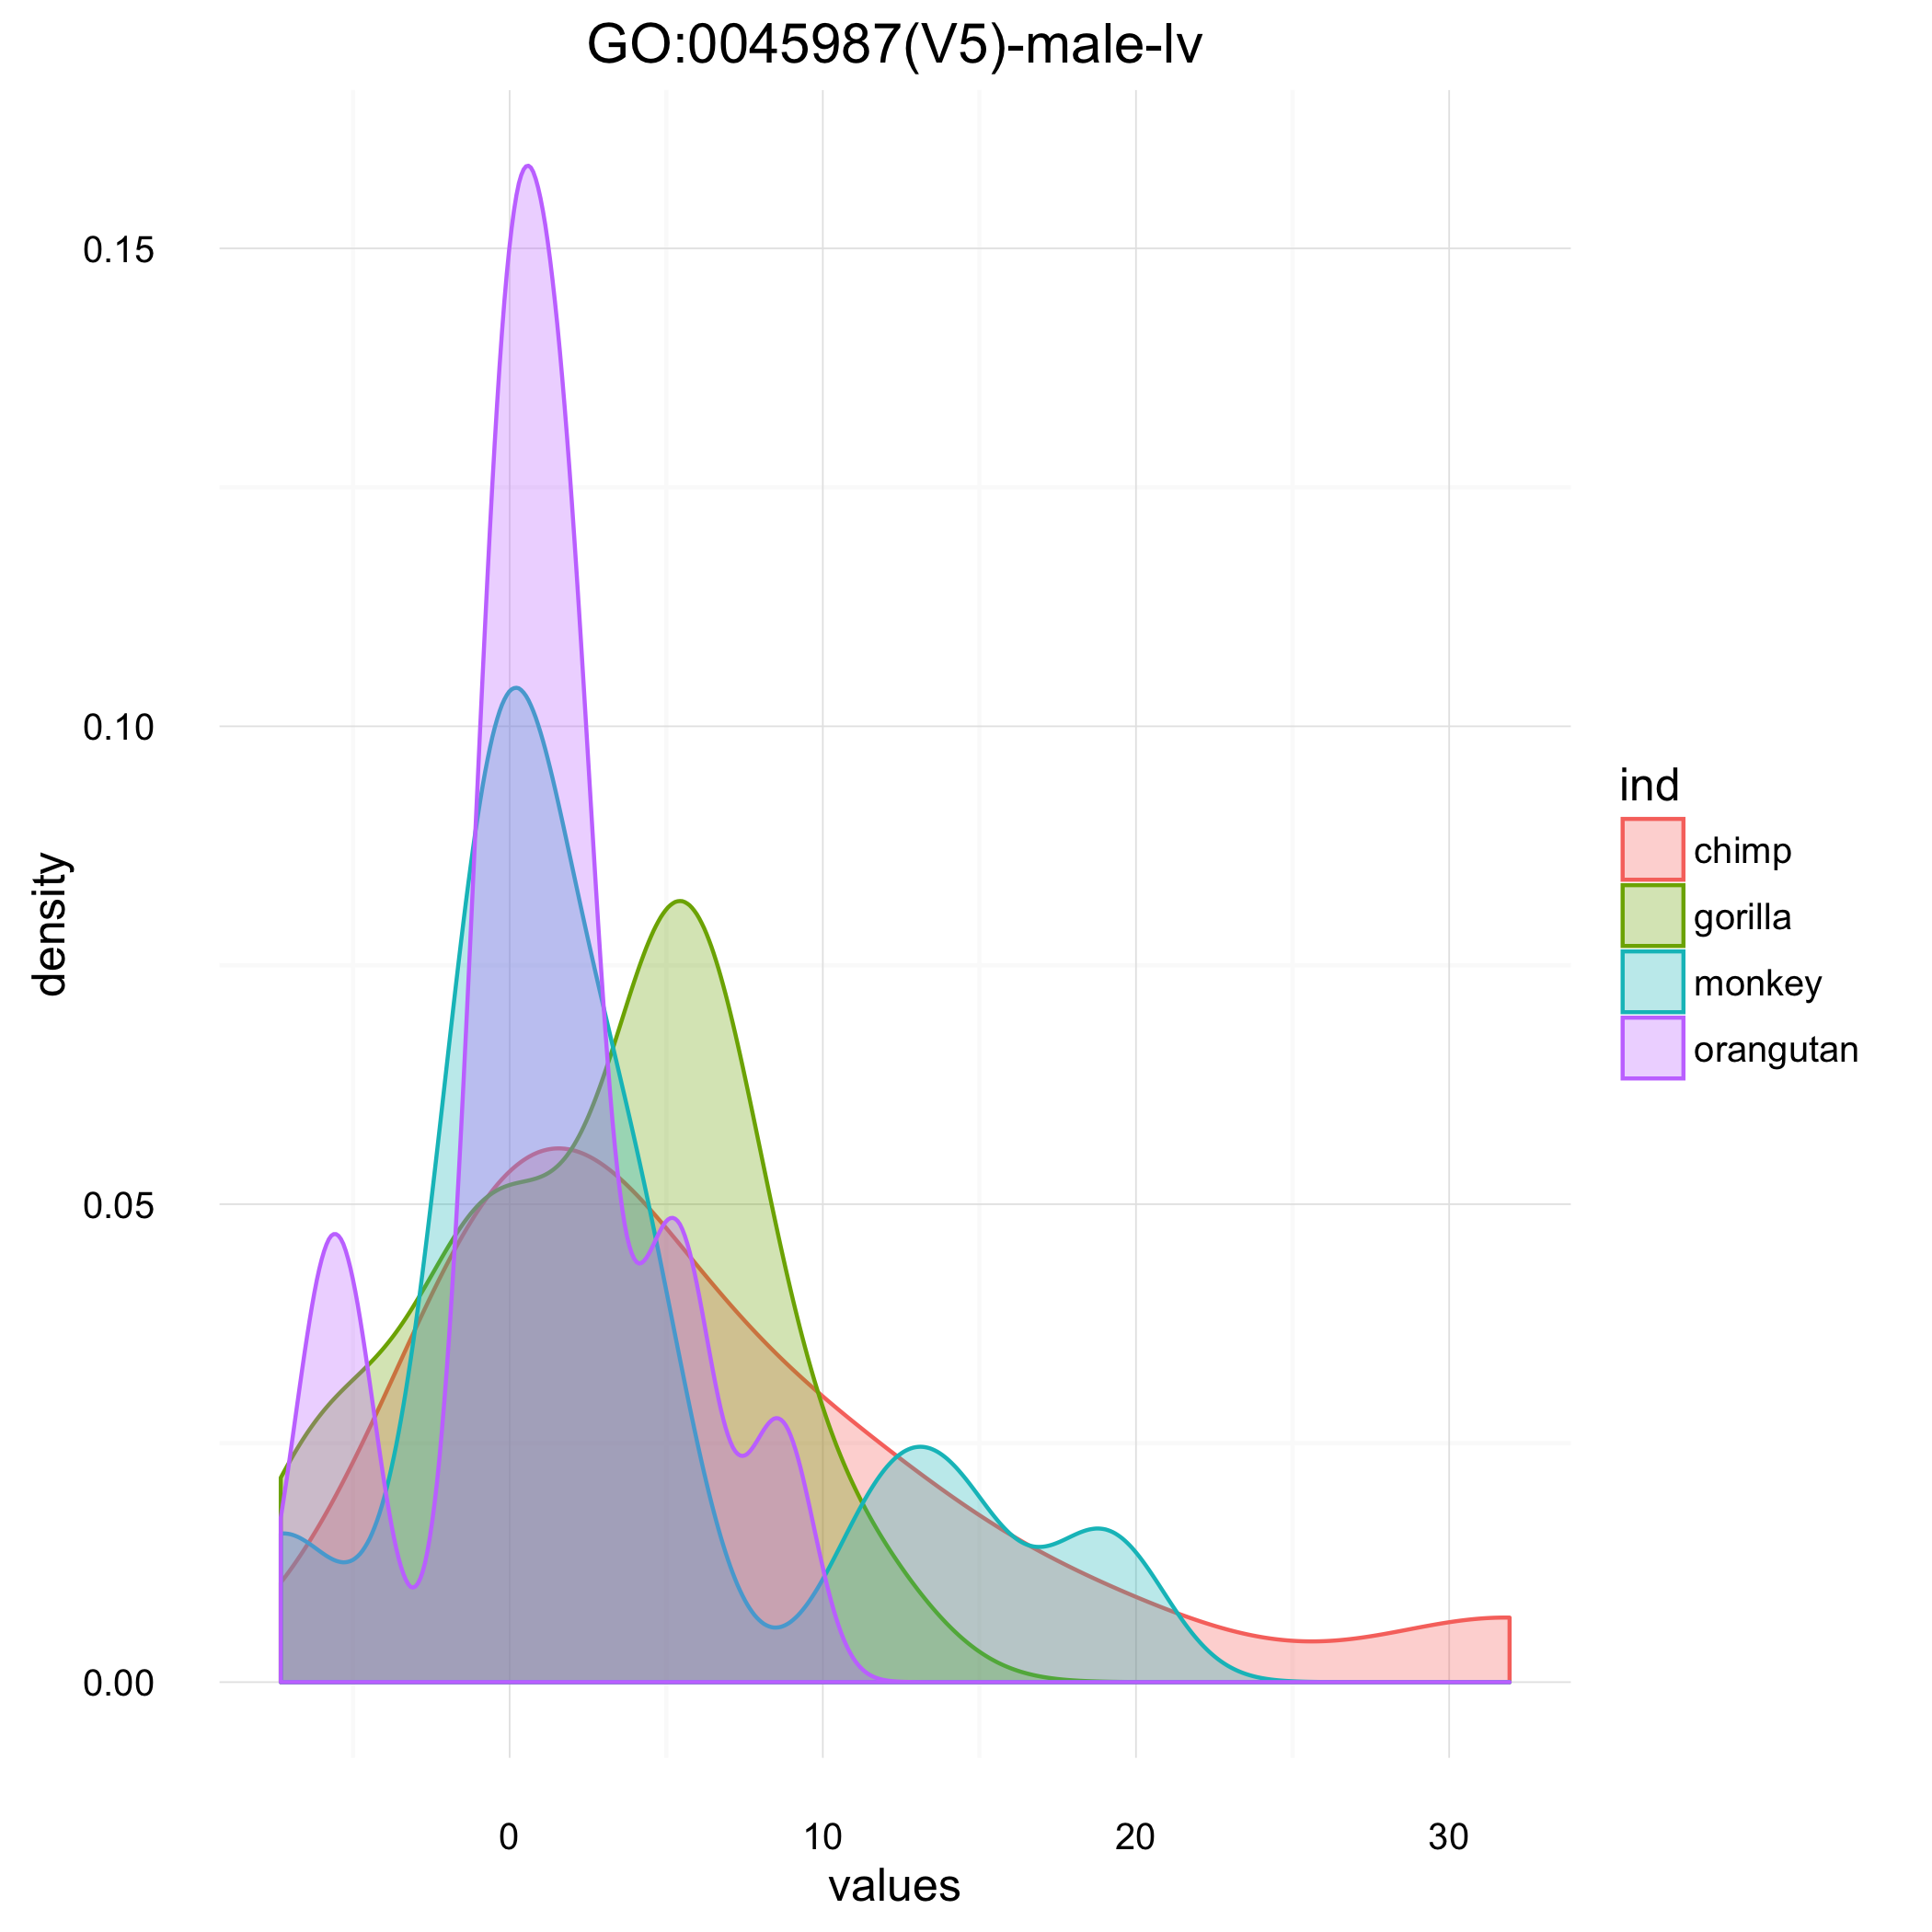 GO:0045987(V5)-male-lv
0.15
0.10
0.05
0.00
density
0
10
20
30
values
ind
chimp
gorilla
monkey
orangutan